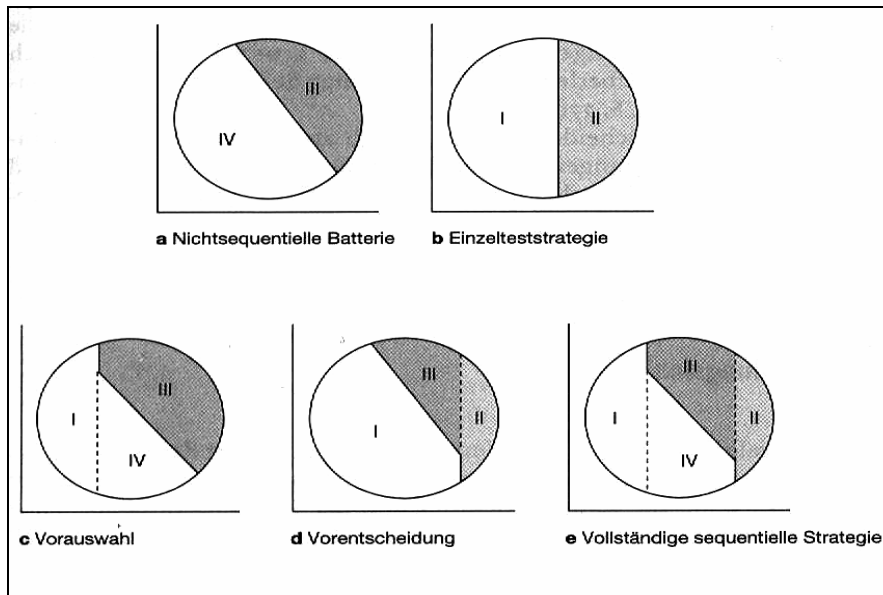 III
IV
I
II
a Nichtsequentielle Batterie
b Einzelteststrategie
III
I
IV
III
I
II
III
I
II
IV
c Vorauswahl
d Vorentscheidung
e Vollständige sequentielle Strategie